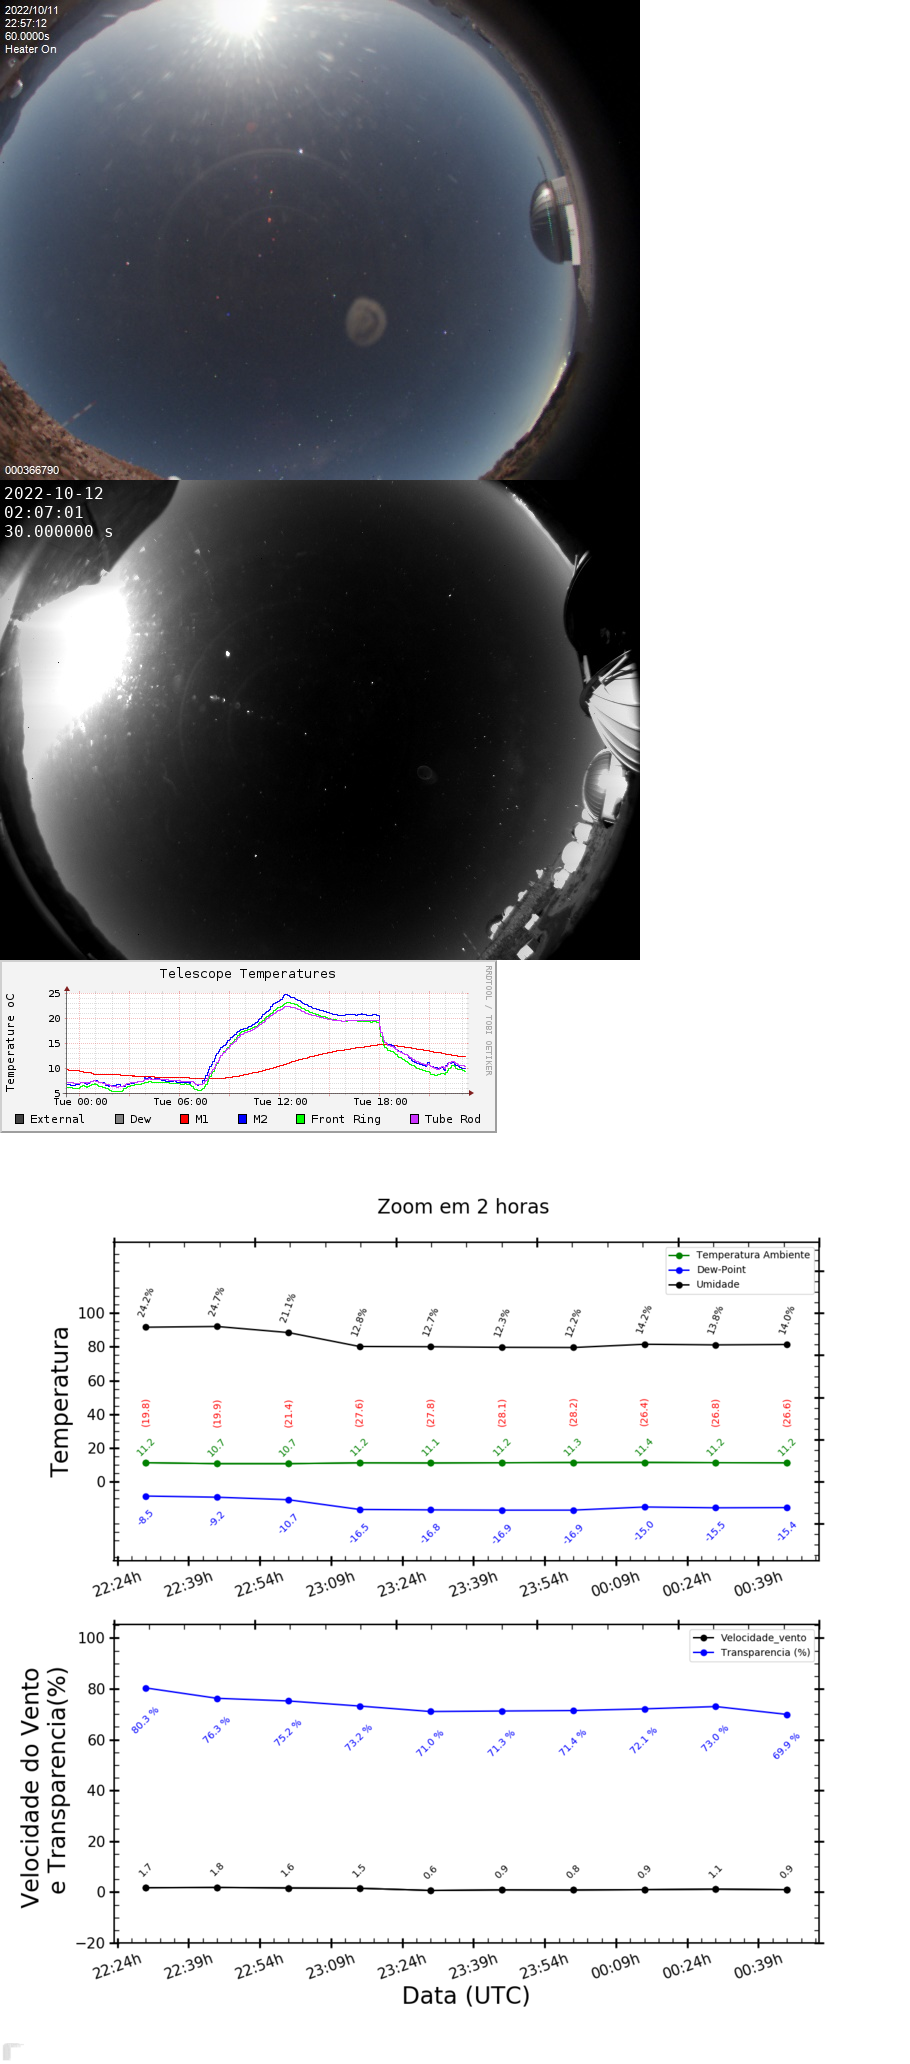 2022/10/11
22:57:12
60.0000s
Heater On
000366790
2022-10-12
02:07:01
30.000000 s
Telescope Temperatures
RRDTOOL / TOBI OETIKER
Temperature oC
25
20
15
10
5
Tue 00:00 Tue 06:00 Tue 12:00 Tue 18:00
External Dew M1 M2 Front Ring Tube Rod
Zoom em 2 horas
Temperatura Ambiente
Dew-Point
Umidade
Temperatura
100
80
60
40
20
0
24.2% 24.7% 21.1% 12.8% 12.7% 12.3% 12.2% 14.2% 13.8% 14.0%
(19.8) (19.9) (21.4) (27.6) (27.8) (28.1) (28.2) (26.4) (26.8) (26.6)
11.2 10.7 10.7 11.2 11.1 11.2 11.3 11.4 11.2 11.2
-8.5 -9.2 -10.7 -16.5 -16.8 -16.9 -16.9 -15.0 -15.5 -15.4
22:24h 22:39h 22:54h 23:09h 23:24h 23:39h 23:54h 00:09h 00:24h 00:39h
Velocidade_vento
Transparencia (%)
Velocidade do Vento
e Transparencia(%)
100
80
60
40
20
0
−20
80.3 % 76.3 % 75.2 % 73.2 % 71.0 % 71.3 % 71.4 % 72.1 % 73.0 % 69.9 %
1.7 1.8 1.6 1.5 0.6 0.9 0.8 0.9 1.1 0.9
22:24h 22:39h 22:54h 23:09h 23:24h 23:39h 23:54h 00:09h 00:24h 00:39h
Data (UTC)